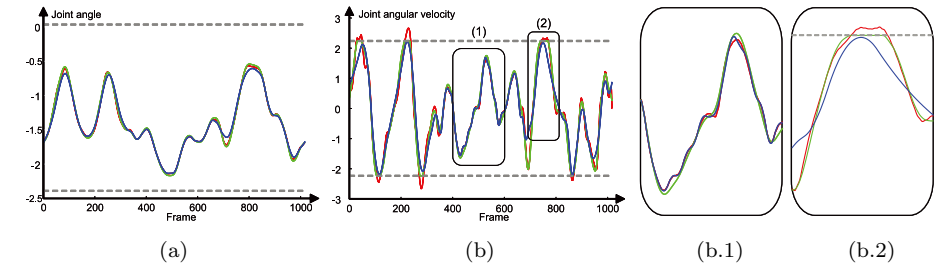 Joint angle
0
-0.5
-1
-1.5
-2
-2.5
0 200 400 600 800 1000
Frame
(a)
Joint angular velocity
(1)
(2)
3
2
1
0
-1
-2
-3
0 200 400 600 800 1000
Frame
(b)
(b.1)
(b.2)